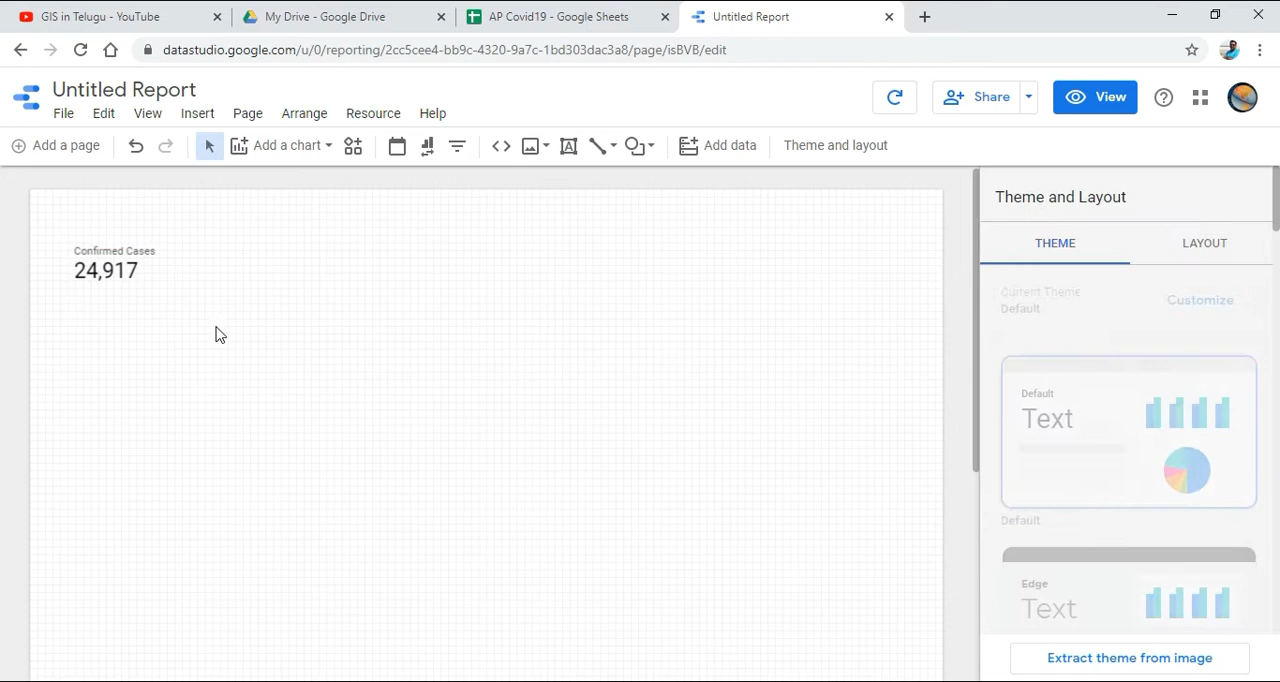 GIS in Telugu - YouTube
My Drive - Google Drive
AP Covid19 - Google Sheets
Untitled Report
datastudio.google.com/u/0/reporting/2cc5cee4-bb9c-4320-9a7c-1bd303dac3a8/page/isBVB/edit
Untitled Report
Share
View
File Edit View Insert Page Arrange Resource Help
Add a page
Add a chart
Add data
Theme and layout
Confirmed Cases
24,917
Theme and Layout
THEME
LAYOUT
Current Theme
Default
Customize
Default
Text
Default
Edge
Text
Extract theme from image